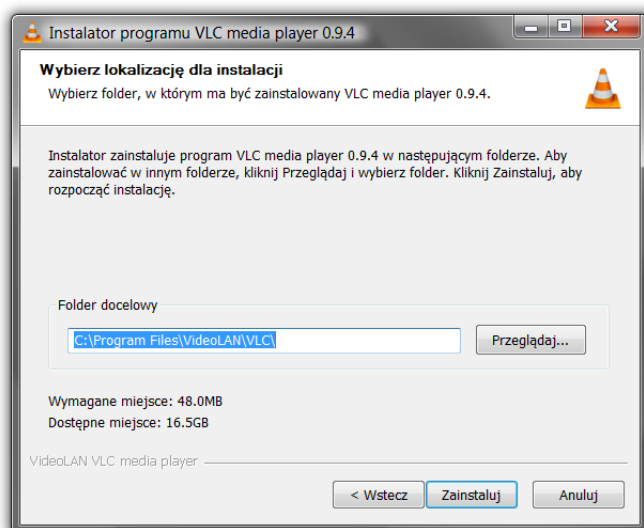 Instalator programu VLC media player 0.9.4
Wybierz lokalizację dla instalacji
Wybierz folder, w którym ma być zainstalowany VLC media player 0.9.4.
Instalator zainstaluje program VLC media player 0.9.4 w następującym folderze. Aby
zainstalować w innym folderze, kliknij Przeglądaj i wybierz folder. Kliknij Zainstaluj, aby
rozpocząć instalację.
Folder docelowy
C:\Program Files\VideoLAN\VLC\
Przeglądaj...
Wymagane miejsce: 48.0MB
Dostępne miejsce: 16.5GB
VideoLAN VLC media player
< Wstecz
Zainstaluj
Anuluj